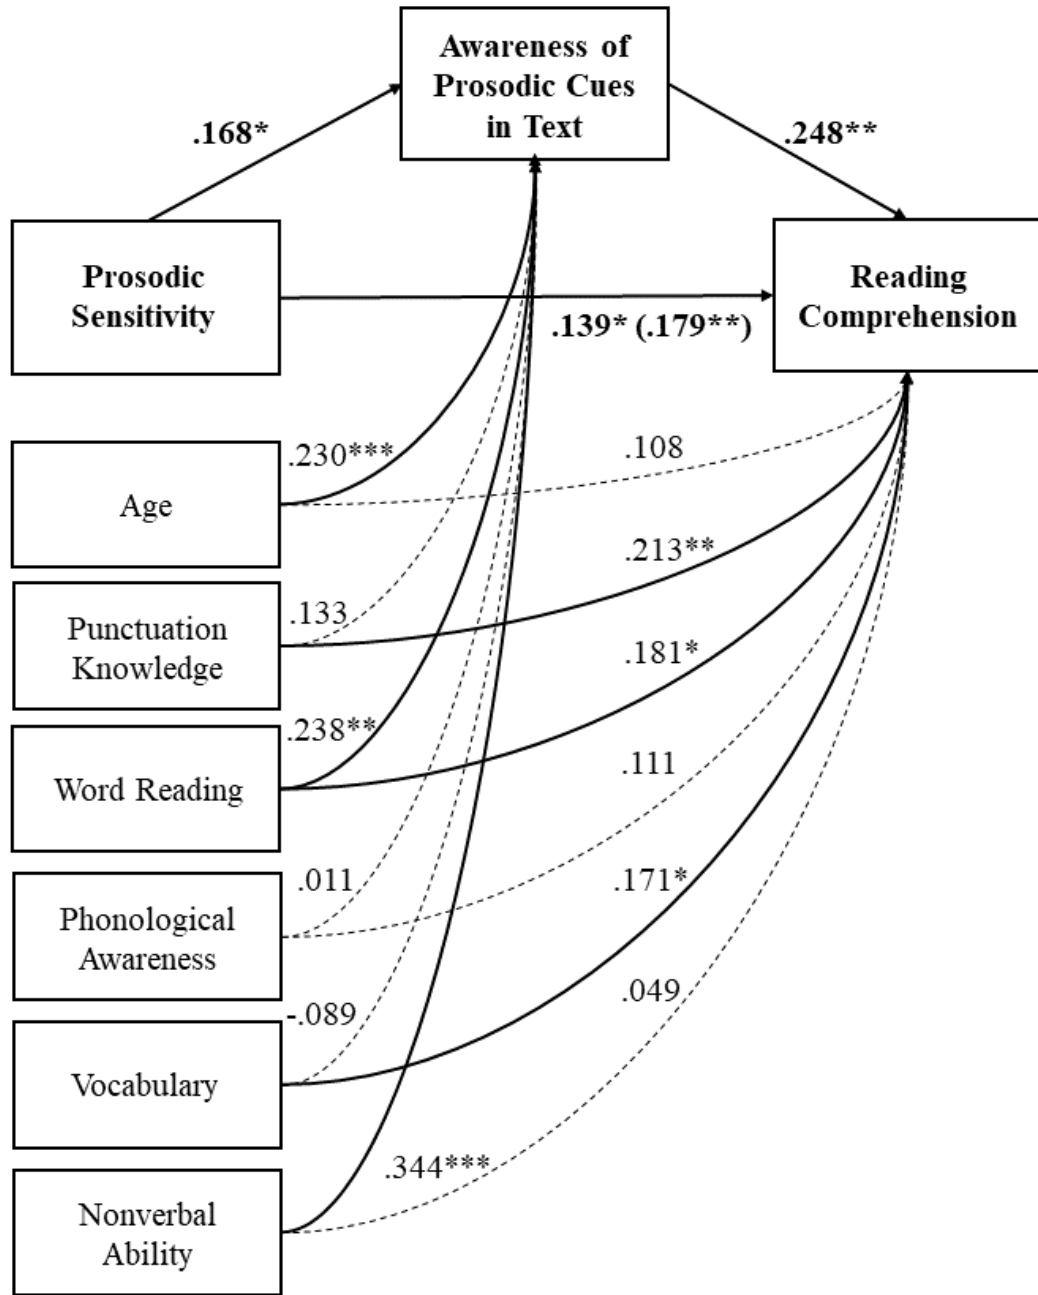 Awareness of
Prosodic Cues
in Text
.168*
.248**
Prosodic
Sensitivity
Reading
Comprehension
.139* (.179**)
.230***
.108
Age
.213**
.133
Punctuation
Knowledge
.181*
.238**
Word Reading
.111
.011
.171*
Phonological
Awareness
.049
-.089
Vocabulary
.344***
Nonverbal
Ability